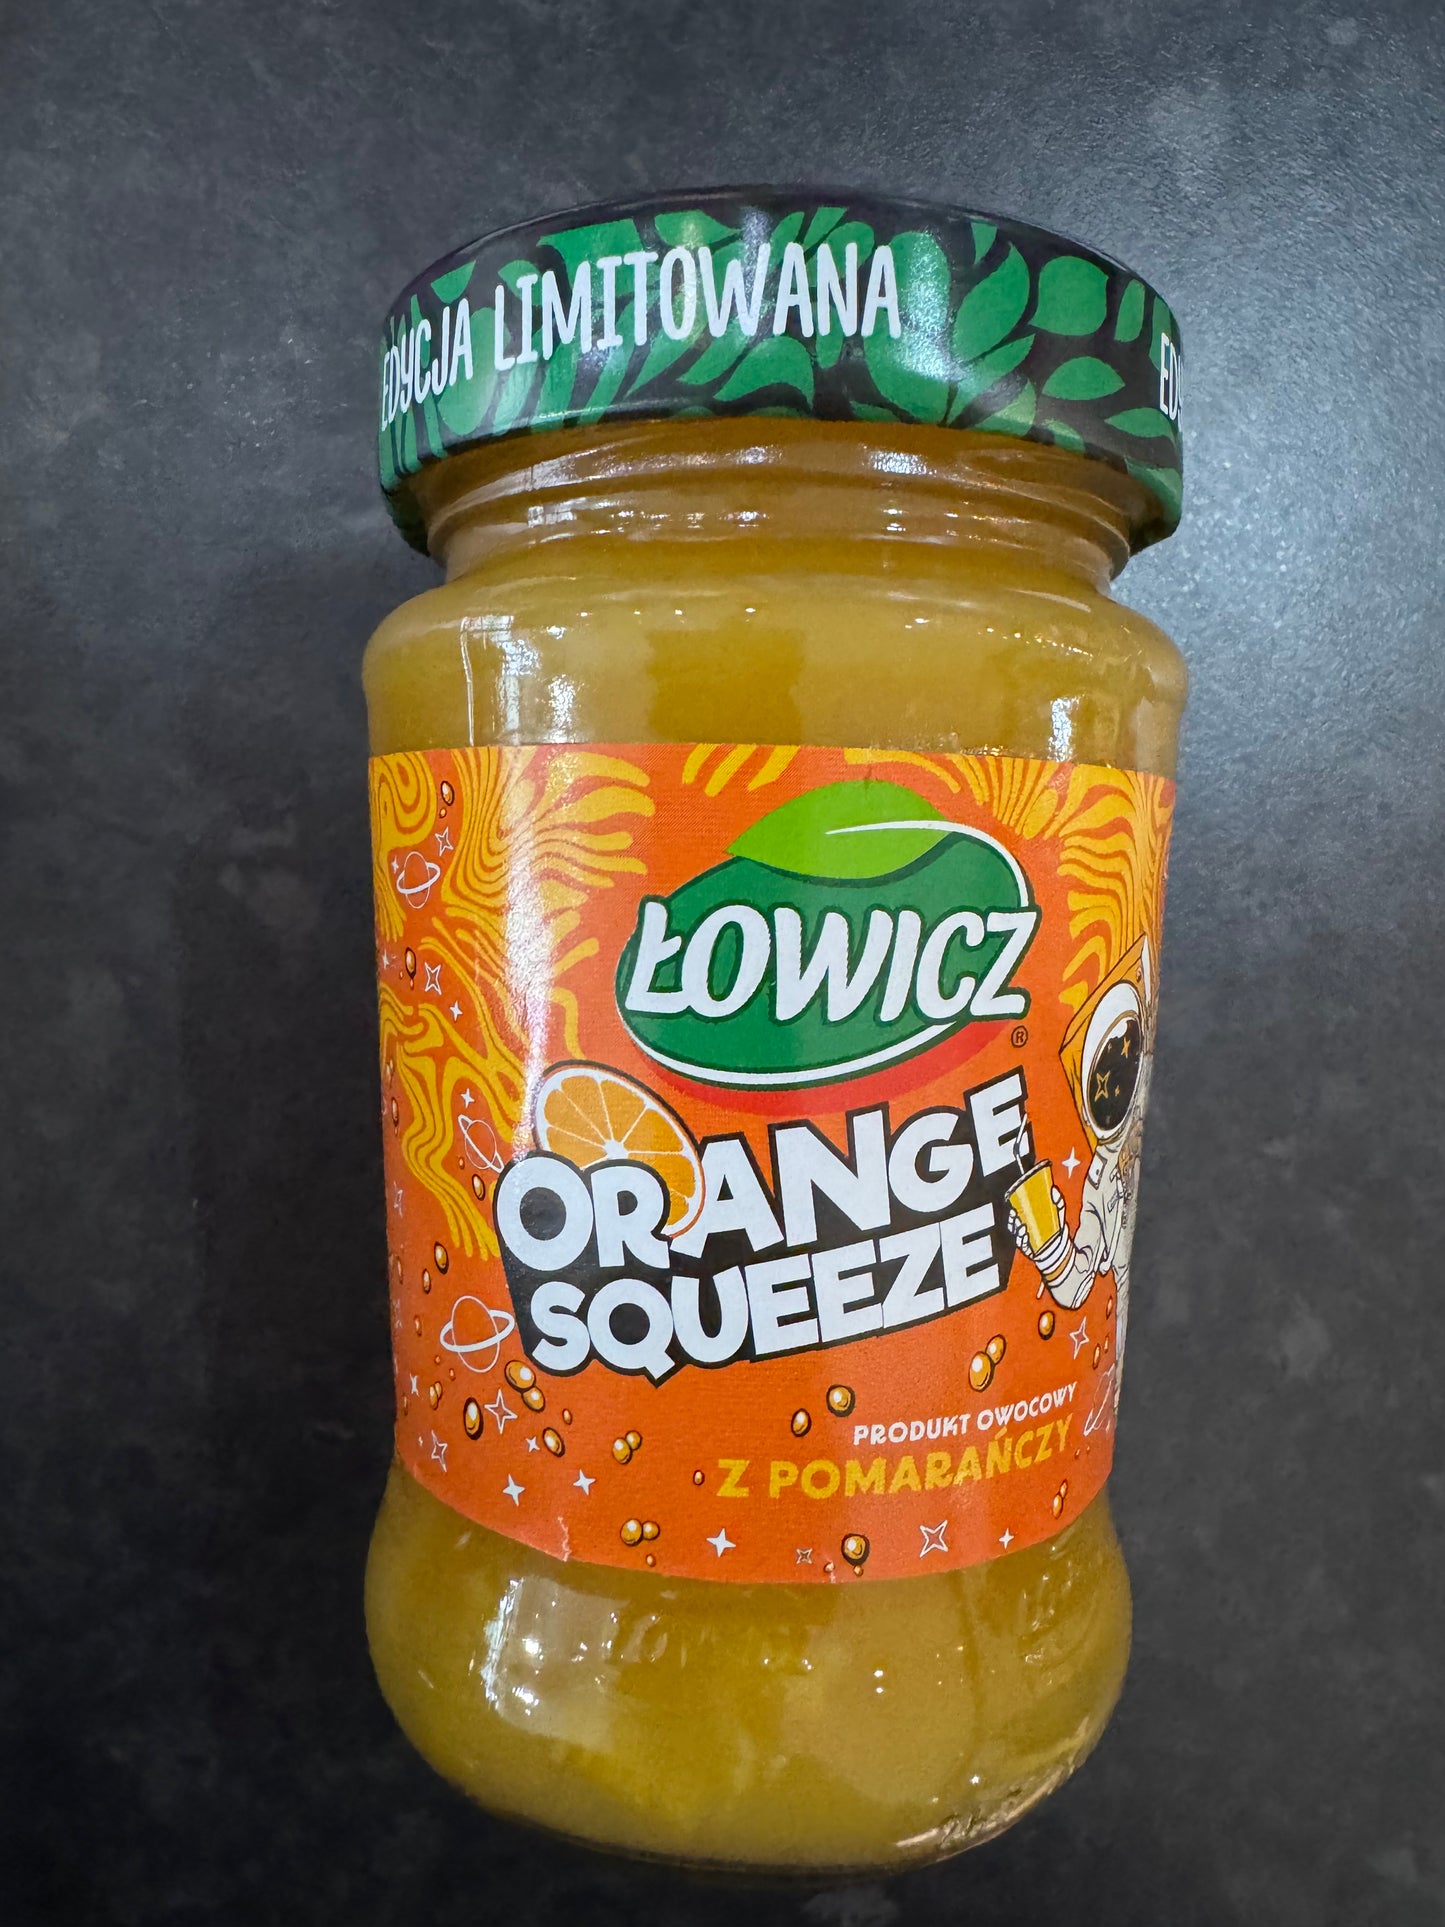 EDYCJA LIMITOWANA
ŁOWICZ
®
ORANGE
SQUEEZE
PRODUKT OWOCOWY
Z POMARAŃCZY